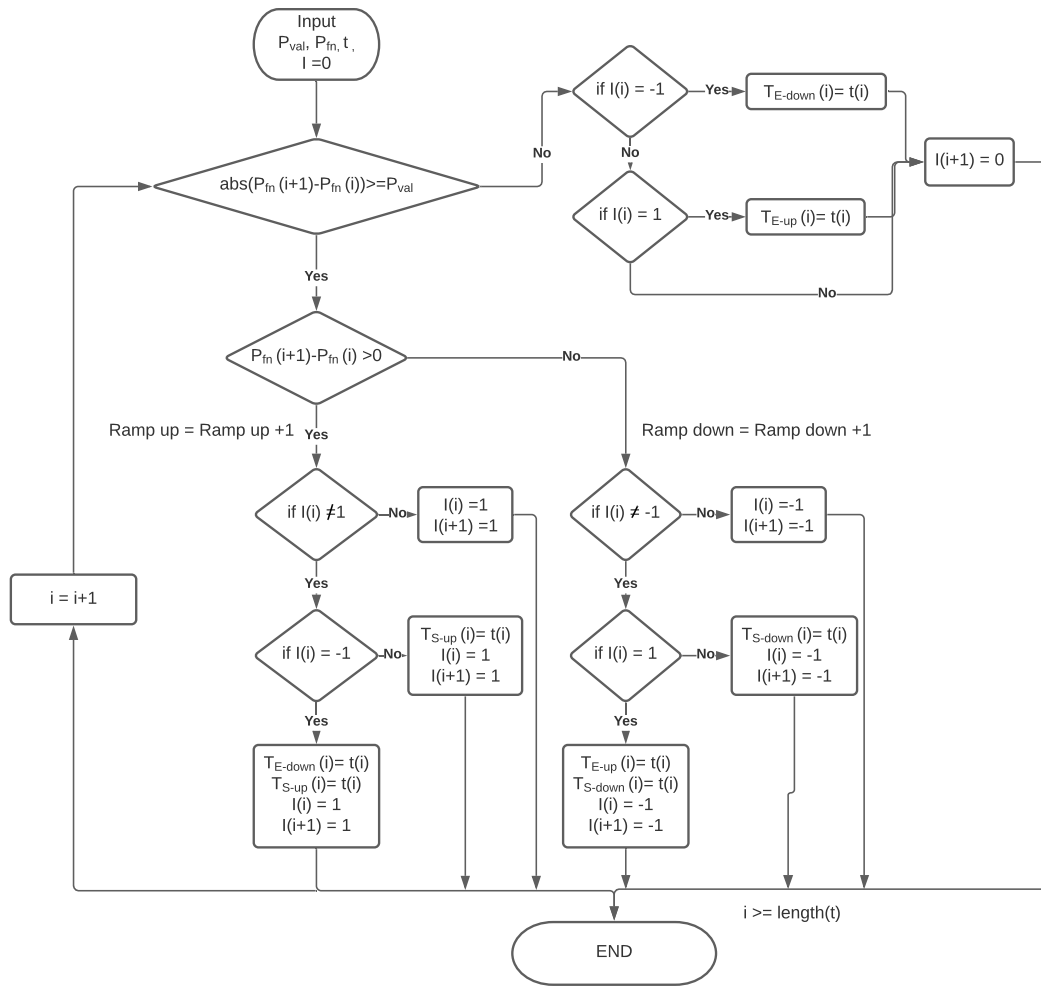 Input
Pval, Pfn, t ,
I =0
if I(i) = -1
Yes
TE-down (i)= t(i)
No
No
I(i+1) = 0
abs(Pfn (i+1)-Pfn (i))>=Pval
if I(i) = 1
Yes
TE-up (i)= t(i)
Yes
No
Pfn (i+1)-Pfn (i) >0
No
Ramp up = Ramp up +1
Yes
Ramp down = Ramp down +1
if I(i) ≠1
No
I(i) =1
I(i+1) =1
if I(i) ≠ -1
No
I(i) =-1
I(i+1) =-1
Yes
Yes
i = i+1
if I(i) = -1
No
TS-up (i)= t(i)
I(i) = 1
I(i+1) = 1
if I(i) = 1
No
TS-down (i)= t(i)
I(i) = -1
I(i+1) = -1
Yes
Yes
TE-down (i)= t(i)
TS-up (i)= t(i)
I(i) = 1
I(i+1) = 1
TE-up (i)= t(i)
TS-down (i)= t(i)
I(i) = -1
I(i+1) = -1
i >= length(t)
END